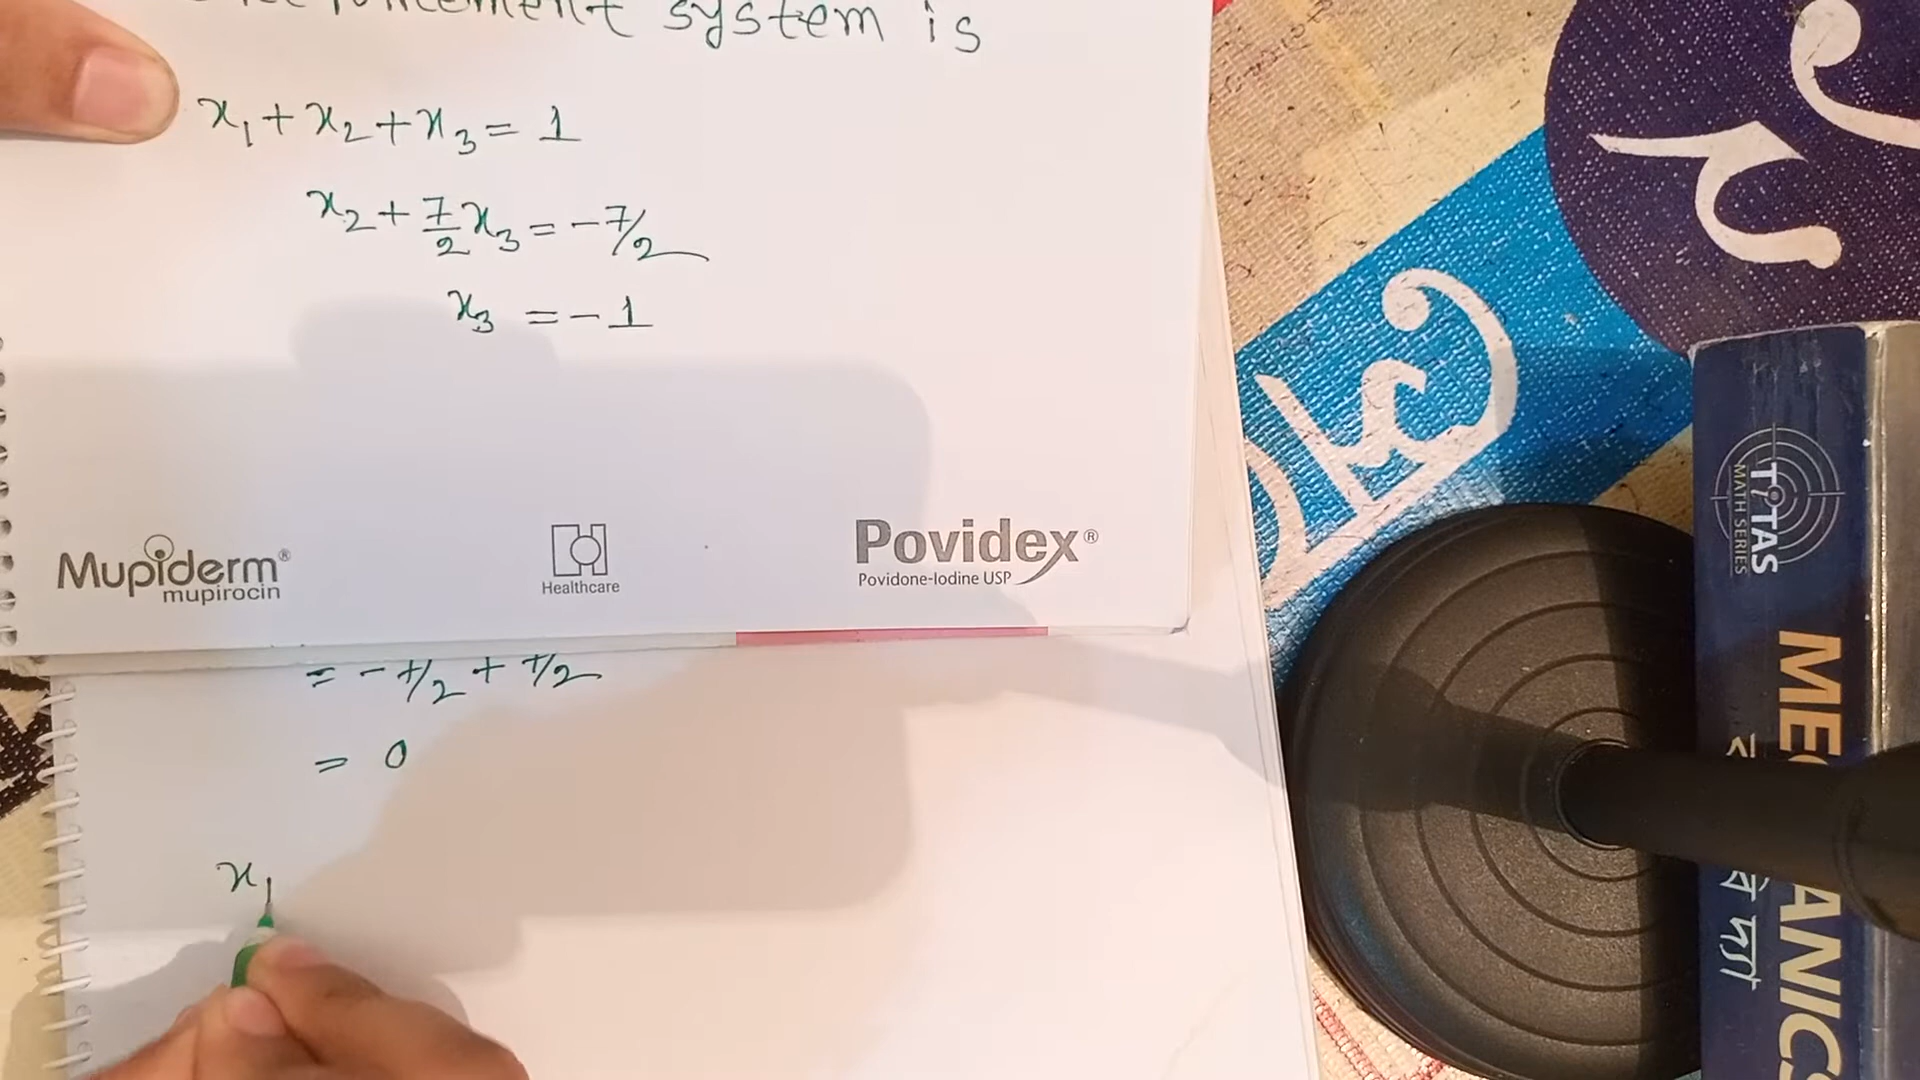 system is
x₁ + x₂ + x₃ = 1
x₂ + 7/2 x₃ = -7/2
x₃ = -1
Mupiderm®
mupirocin
Healthcare
Povidex®
Povidone-Iodine USP
= -7/2 + 7/2
= 0
x₁
TITAS
MATH SERIES